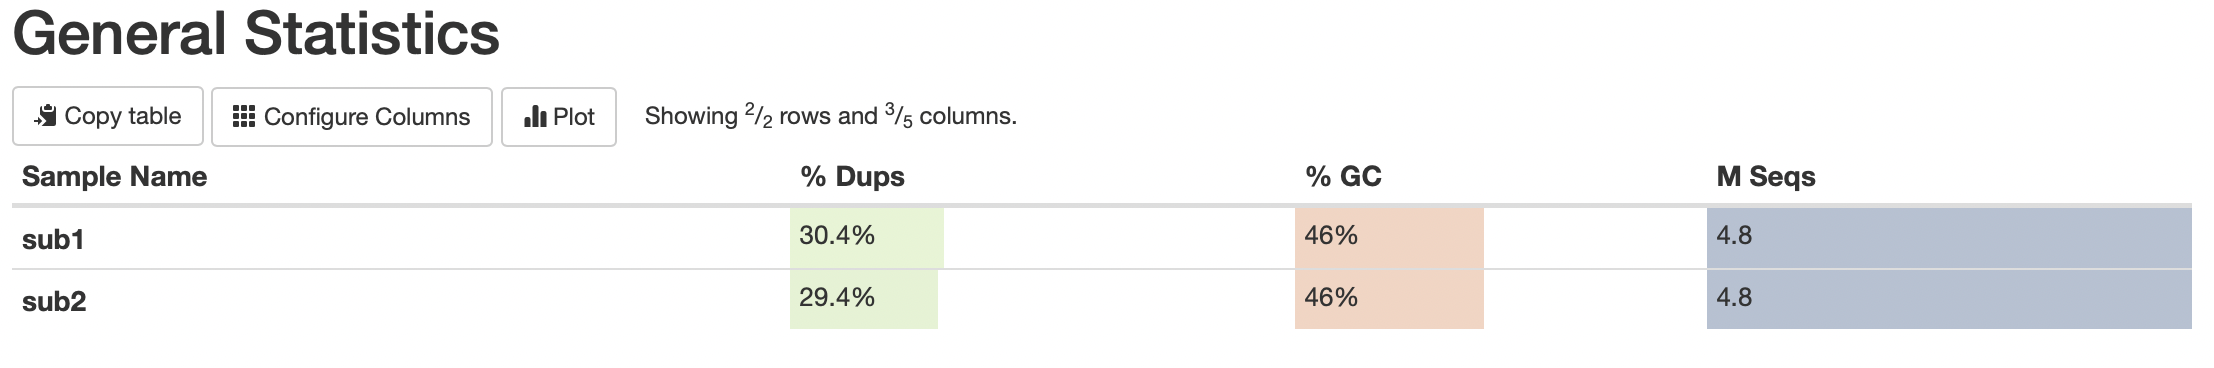 General Statistics
Copy table Configure Columns Plot Showing 2/2 rows and 3/5 columns.
Sample Name % Dups % GC M Seqs
sub1 30.4% 46% 4.8
sub2 29.4% 46% 4.8